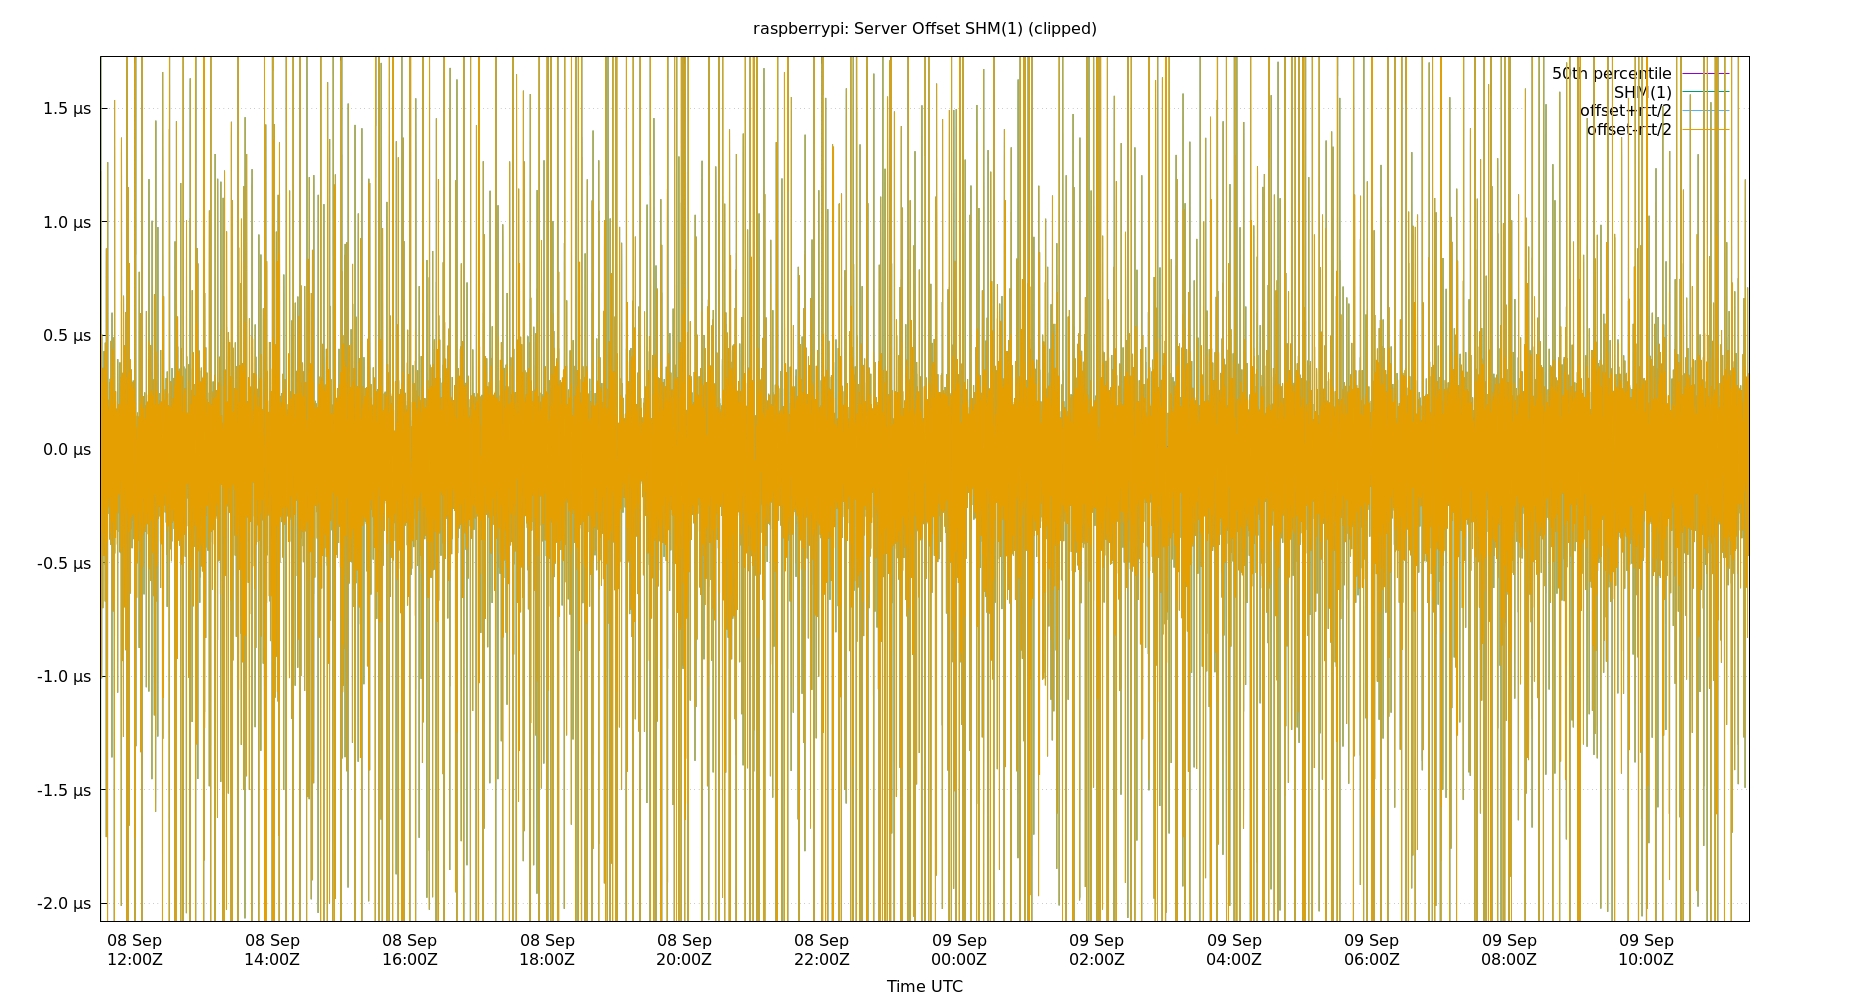 raspberrypi: Server Offset SHM(1) (clipped)
50th percentile
SHM(1)
offset+rtt/2
offset-rtt/2
1.5 µs
1.0 µs
0.5 µs
0.0 µs
-0.5 µs
-1.0 µs
-1.5 µs
-2.0 µs
08 Sep 08 Sep 08 Sep 08 Sep 08 Sep 08 Sep 09 Sep 09 Sep 09 Sep 09 Sep 09 Sep 09 Sep
12:00Z 14:00Z 16:00Z 18:00Z 20:00Z 22:00Z 00:00Z 02:00Z 04:00Z 06:00Z 08:00Z 10:00Z
Time UTC